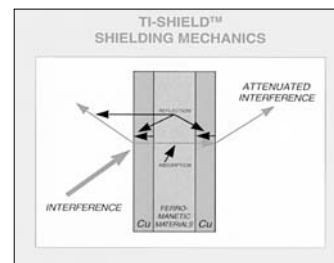 TI-SHIELD™
SHIELDING MECHANICS
ATTENUATED
INTERFERENCE
REFLECTION
ABSORPTION
INTERFERENCE
FERRO-
MANETIC
MATERIALS
Cu
Cu